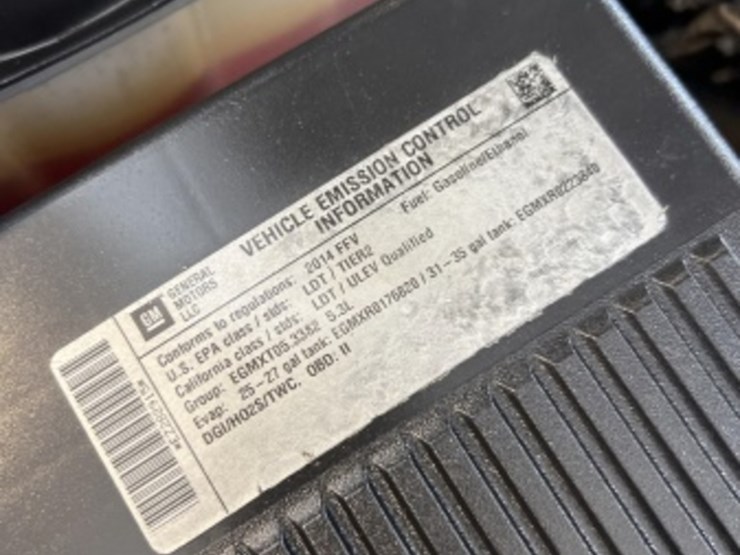 VEHICLE EMISSION CONTROL
INFORMATION
GM
GENERAL
MOTORS
LLC
Fuel: Gasoline/Ethanol
Conforms to regulations: 2014 FFV
U.S. EPA class / stds: LDT / TIER2
California class / stds: LDT / ULEV Qualified
Group: EGMXT05.3382 5.3L
Evap: 25-27 gal tank: EGMXR0176820 / 31-35 gal tank:
DGI/HO2S/TWC. OBD: II